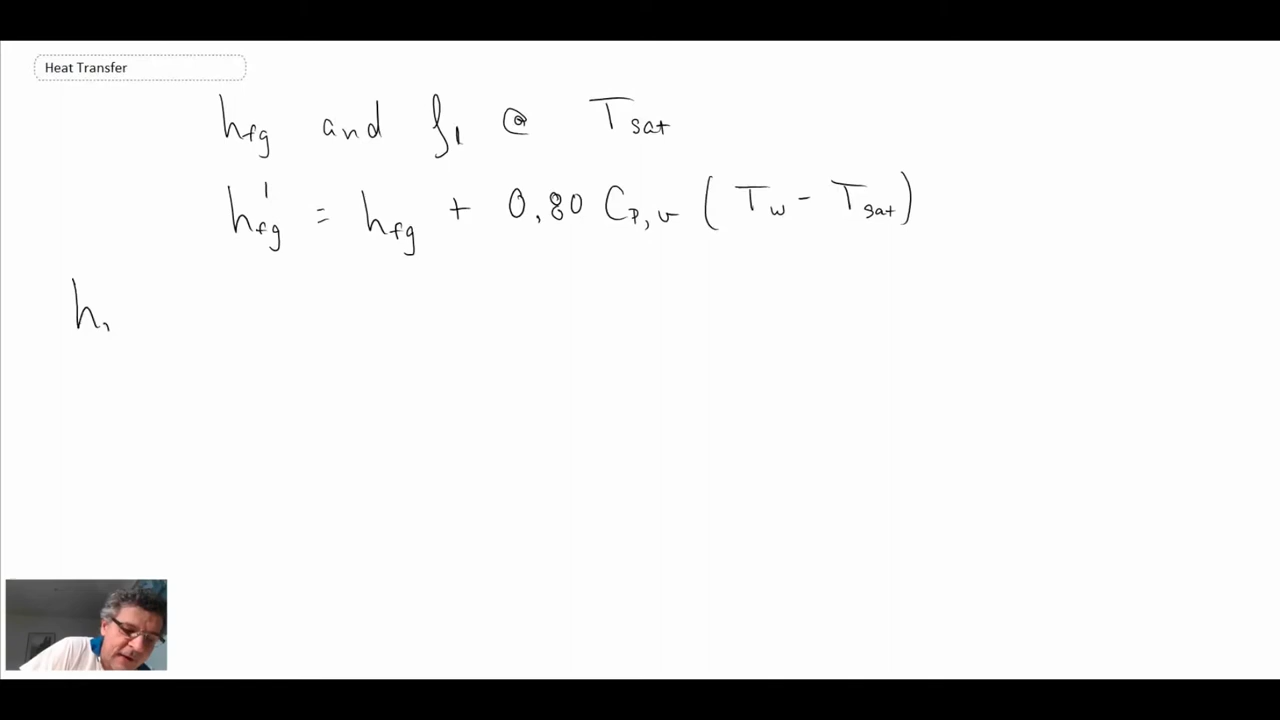 Heat Transfer
hfg and ρl @ Tsat
h'fg = hfg + 0,80 Cp,v (Tw - Tsat)
h,